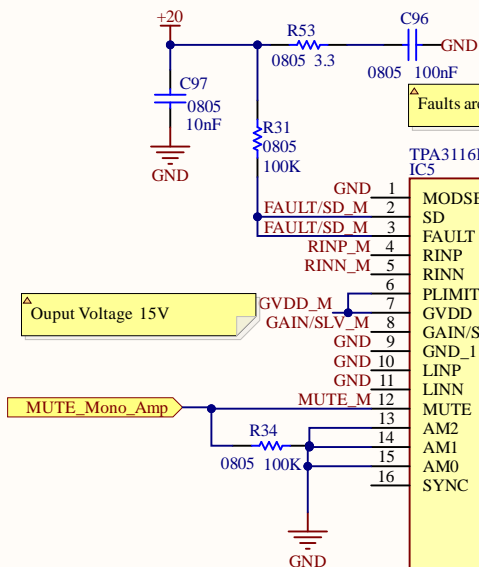 +20
R53
0805 3.3
C96
GND
0805 100nF
C97
0805
10nF
GND
R31
0805
100K
Faults are
TPA3116
IC5
GND 1 MODSE
FAULT/SD_M 2 SD
FAULT/SD_M 3 FAULT
RINP_M 4 RINP
RINN_M 5 RINN
6 PLIMIT
Ouput Voltage 15V
GVDD_M 7 GVDD
GAIN/SLV_M 8 GAIN/S
GND 9 GND_1
GND 10 LINP
GND 11 LINN
MUTE_Mono_Amp
MUTE_M 12 MUTE
13 AM2
R34
0805 100K
14 AM1
15 AM0
16 SYNC
GND